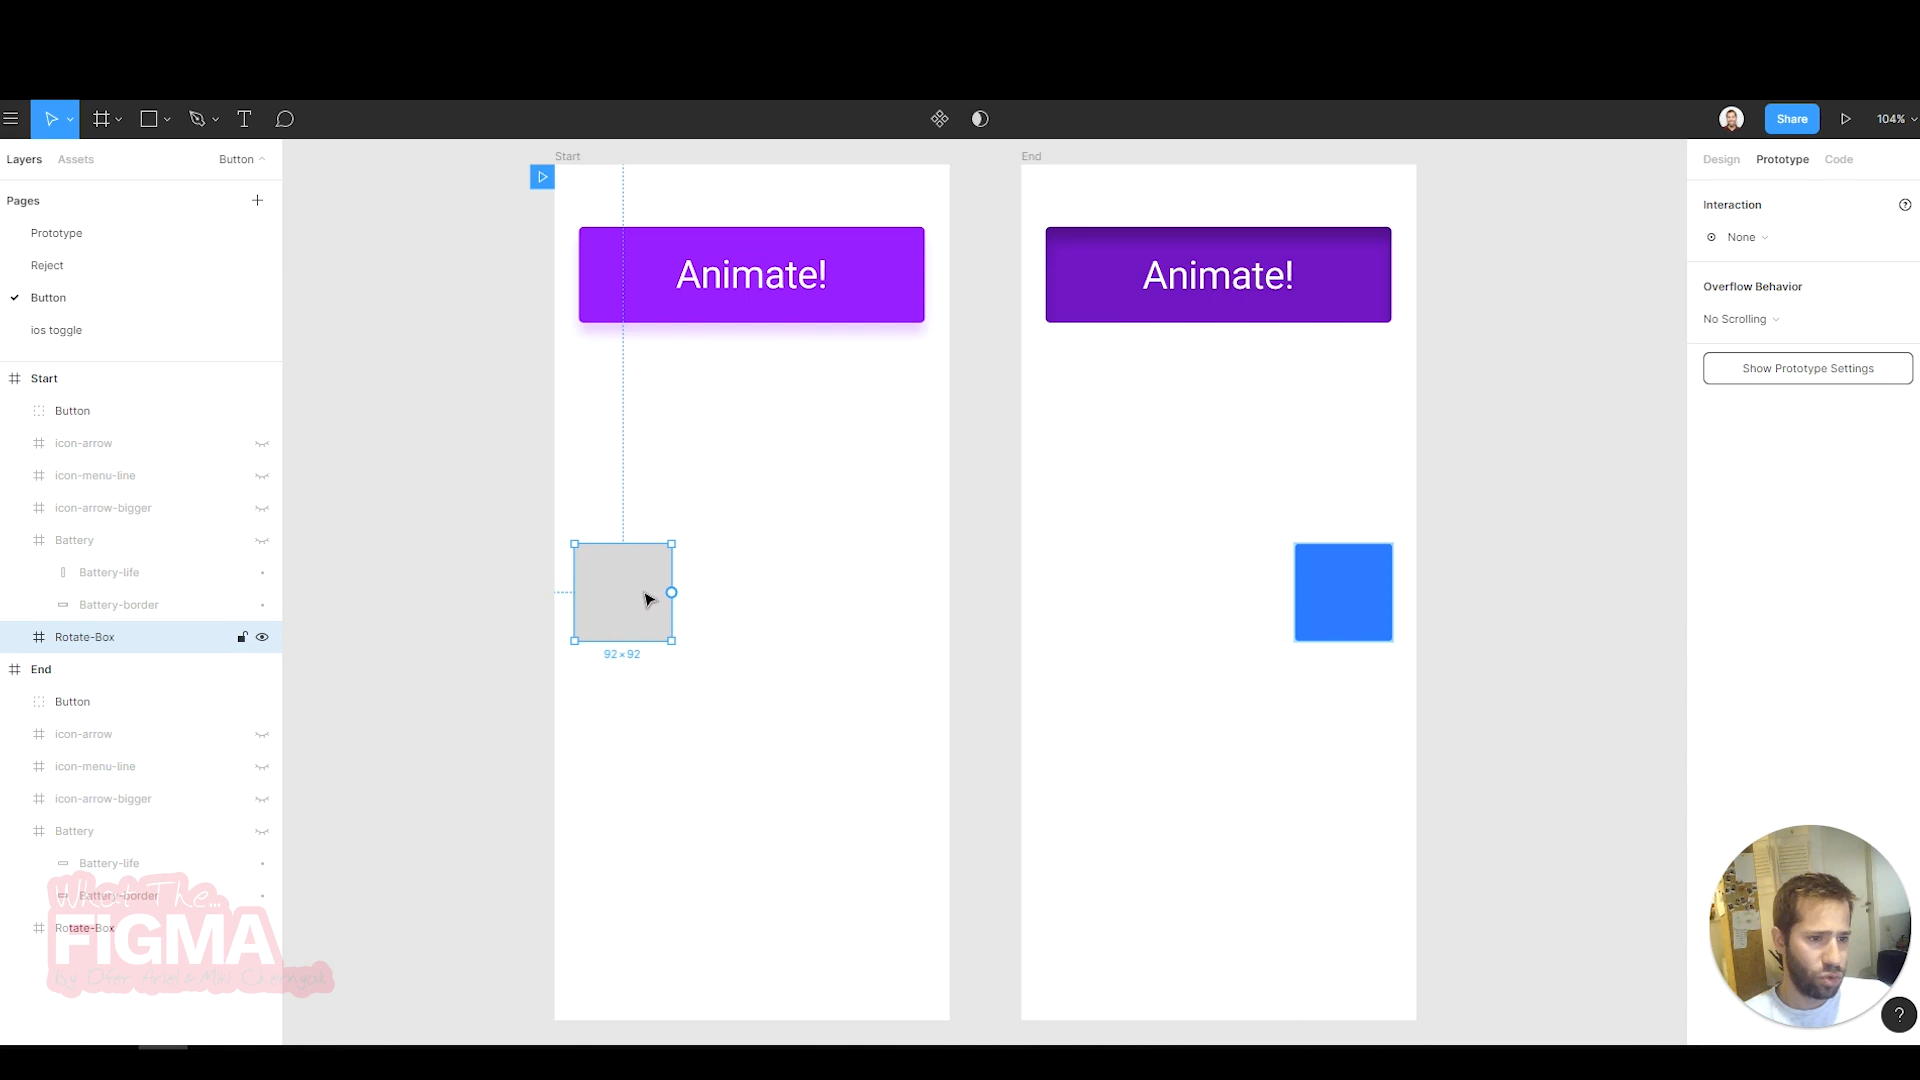 Share
104%
Layers
Assets
Button
Pages
Prototype
Reject
Button
ios toggle
Start
Button
icon-arrow
icon-menu-line
icon-arrow-bigger
Battery
Battery-life
Battery-border
Rotate-Box
End
Button
icon-arrow
icon-menu-line
icon-arrow-bigger
Battery
Battery-life
Battery-border
Rotate-Box
What The...
FIGMA
Start
Animate!
92×92
End
Animate!
Design
Prototype
Code
Interaction
?
None
Overflow Behavior
No Scrolling
Show Prototype Settings
?